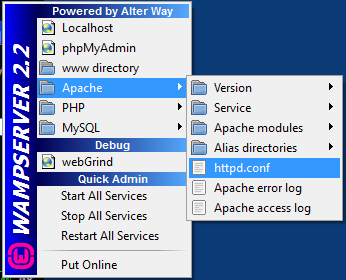 Powered by Alter Way
WAMPSERVER 2.2
Localhost
phpMyAdmin
www directory
Apache
PHP
MySQL
Debug
webGrind
Quick Admin
Start All Services
Stop All Services
Restart All Services
Put Online
Version
Service
Apache modules
Alias directories
httpd.conf
Apache error log
Apache access log